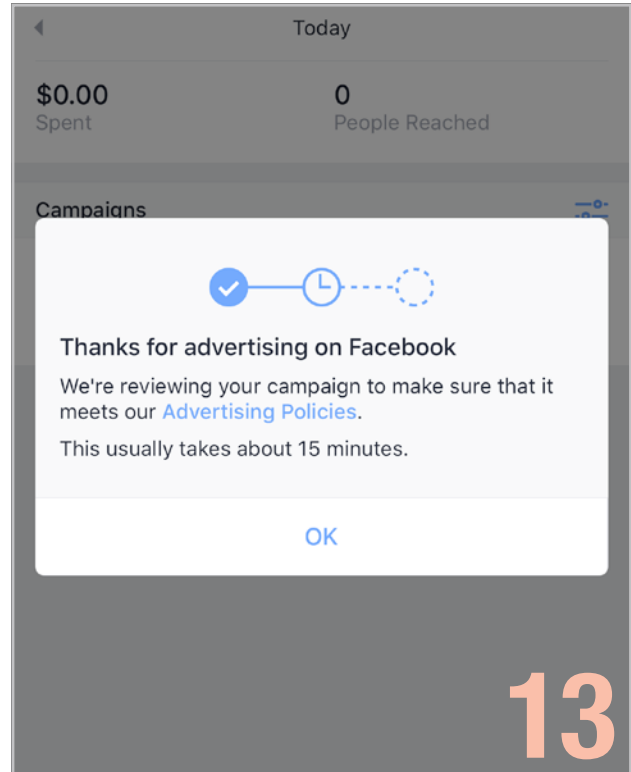 Today
$0.00
0
Spent
People Reached
Campaigns
Thanks for advertising on Facebook
We're reviewing your campaign to make sure that it
meets our Advertising Policies.
This usually takes about 15 minutes.
OK
13